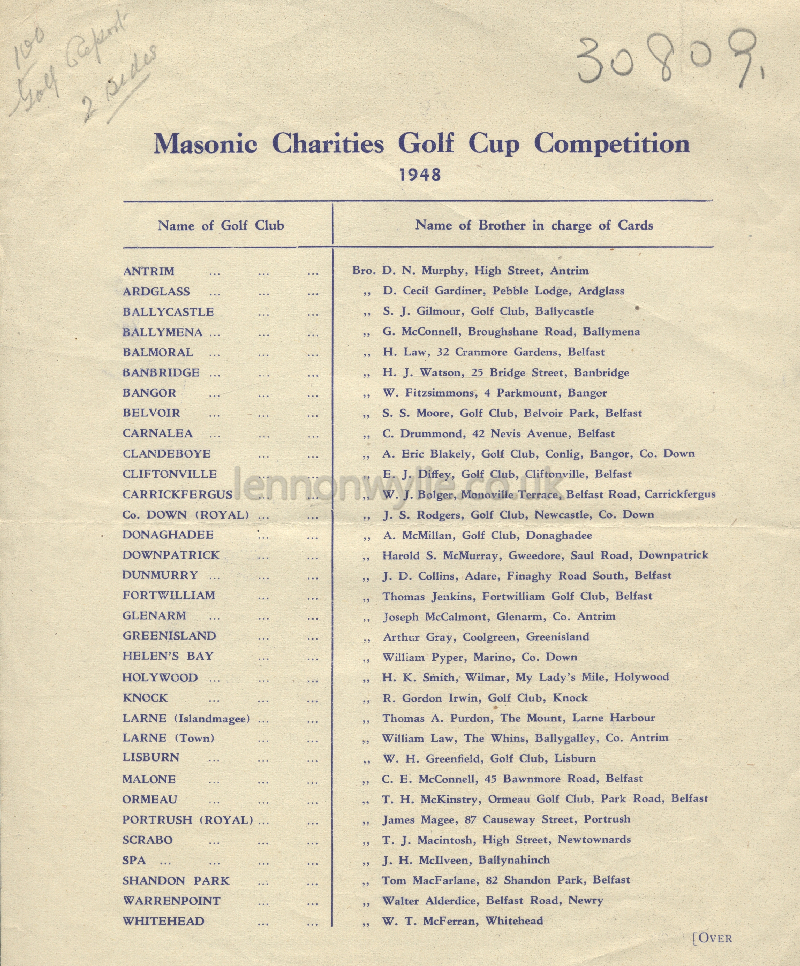 100
Golf Report
2 sides
30809.
Masonic Charities Golf Cup Competition
1948
Name of Golf Club Name of Brother in charge of Cards
ANTRIM ... ... ... Bro. D. N. Murphy, High Street, Antrim
ARDGLASS ... ... ... „ D. Cecil Gardiner, Pebble Lodge, Ardglass
BALLYCASTLE ... ... „ S. J. Gilmour, Golf Club, Ballycastle
BALLYMENA ... ... ... „ G. McConnell, Broughshane Road, Ballymena
BALMORAL ... ... ... „ H. Law, 32 Cranmore Gardens, Belfast
BANBRIDGE ... ... ... „ H. J. Watson, 25 Bridge Street, Banbridge
BANGOR ... ... ... „ W. Fitzsimmons, 4 Parkmount, Bangor
BELVOIR ... ... ... „ S. S. Moore, Golf Club, Belvoir Park, Belfast
CARNALEA ... ... ... „ C. Drummond, 42 Nevis Avenue, Belfast
CLANDEBOYE ... ... „ A. Eric Blakely, Golf Club, Conlig, Bangor, Co. Down
CLIFTONVILLE ... ... „ E. J. Diffey, Golf Club, Cliftonville, Belfast
lennonwylie.co.uk
CARRICKFERGUS ... ... „ W. J. Bolger, Monoville Terrace, Belfast Road, Carrickfergus
Co. DOWN (ROYAL) ... ... „ J. S. Rodgers, Golf Club, Newcastle, Co. Down
DONAGHADEE ... ... „ A. McMillan, Golf Club, Donaghadee
DOWNPATRICK ... ... „ Harold S. McMurray, Gweedore, Saul Road, Downpatrick
DUNMURRY ... ... ... „ J. D. Collins, Adare, Finaghy Road South, Belfast
FORTWILLIAM ... ... „ Thomas Jenkins, Fortwilliam Golf Club, Belfast
GLENARM ... ... ... „ Joseph McCalmont, Glenarm, Co. Antrim
GREENISLAND ... ... „ Arthur Gray, Coolgreen, Greenisland
HELEN'S BAY ... ... „ William Pyper, Marino, Co. Down
HOLYWOOD ... ... ... „ H. K. Smith, Wilmar, My Lady's Mile, Holywood
KNOCK ... ... ... „ R. Gordon Irwin, Golf Club, Knock
LARNE (Islandmagee) ... ... „ Thomas A. Purdon, The Mount, Larne Harbour
LARNE (Town) ... ... „ William Law, The Whins, Ballygalley, Co. Antrim
LISBURN ... ... ... „ W. H. Greenfield, Golf Club, Lisburn
MALONE ... ... ... „ C. E. McConnell, 45 Bawnmore Road, Belfast
ORMEAU ... ... ... „ T. H. McKinstry, Ormeau Golf Club, Park Road, Belfast
PORTRUSH (ROYAL) ... ... „ James Magee, 87 Causeway Street, Portrush
SCRABO ... ... ... „ T. J. Macintosh, High Street, Newtownards
SPA ... ... ... ... „ J. H. McIlveen, Ballynahinch
SHANDON PARK ... ... „ Tom MacFarlane, 82 Shandon Park, Belfast
WARRENPOINT ... ... „ Walter Alderdice, Belfast Road, Newry
WHITEHEAD ... ... „ W. T. McFerran, Whitehead
[OVER